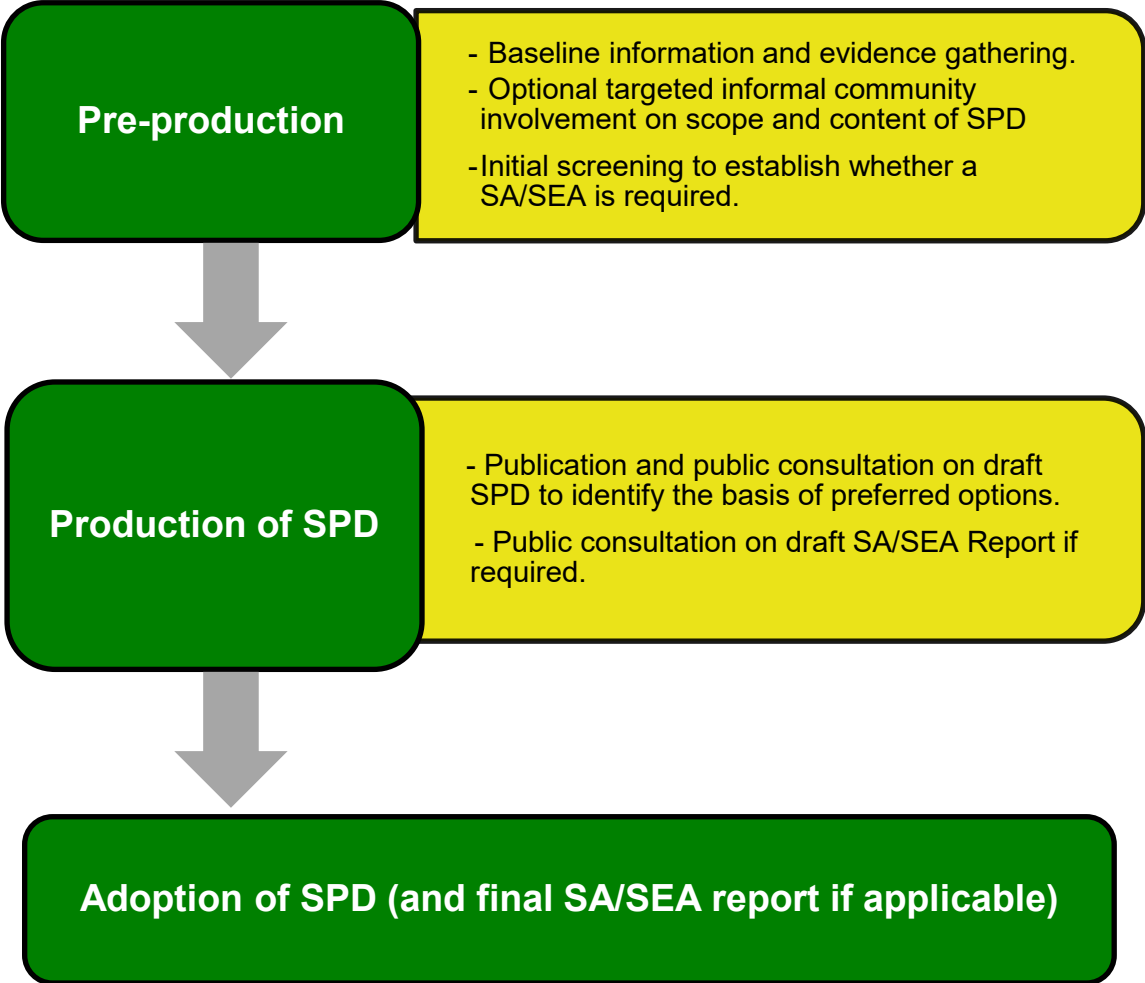 Pre-production
- Baseline information and evidence gathering.
- Optional targeted informal community
involvement on scope and content of SPD
-Initial screening to establish whether a
SA/SEA is required.
Production of SPD
- Publication and public consultation on draft
SPD to identify the basis of preferred options.
- Public consultation on draft SA/SEA Report if
required.
Adoption of SPD (and final SA/SEA report if applicable)